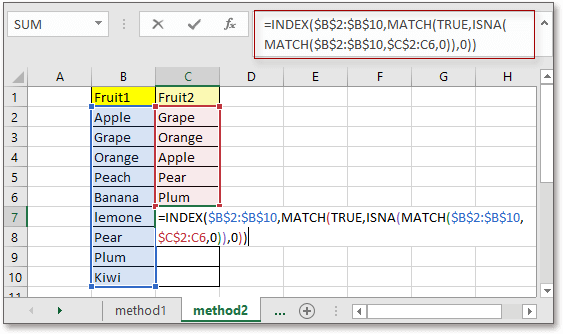 SUM
fx
=INDEX($B$2:$B$10,MATCH(TRUE,ISNA(
MATCH($B$2:$B$10,$C$2:C6,0)),0))
A B C D E F G H
1 Fruit1 Fruit2
2 Apple Grape
3 Grape Orange
4 Orange Apple
5 Peach Pear
6 Banana Plum
7 lemone =INDEX($B$2:$B$10,MATCH(TRUE,ISNA(MATCH($B$2:$B$10,
8 Pear $C$2:C6,0)),0))
9 Plum
10 Kiwi
11
method1 method2 ...